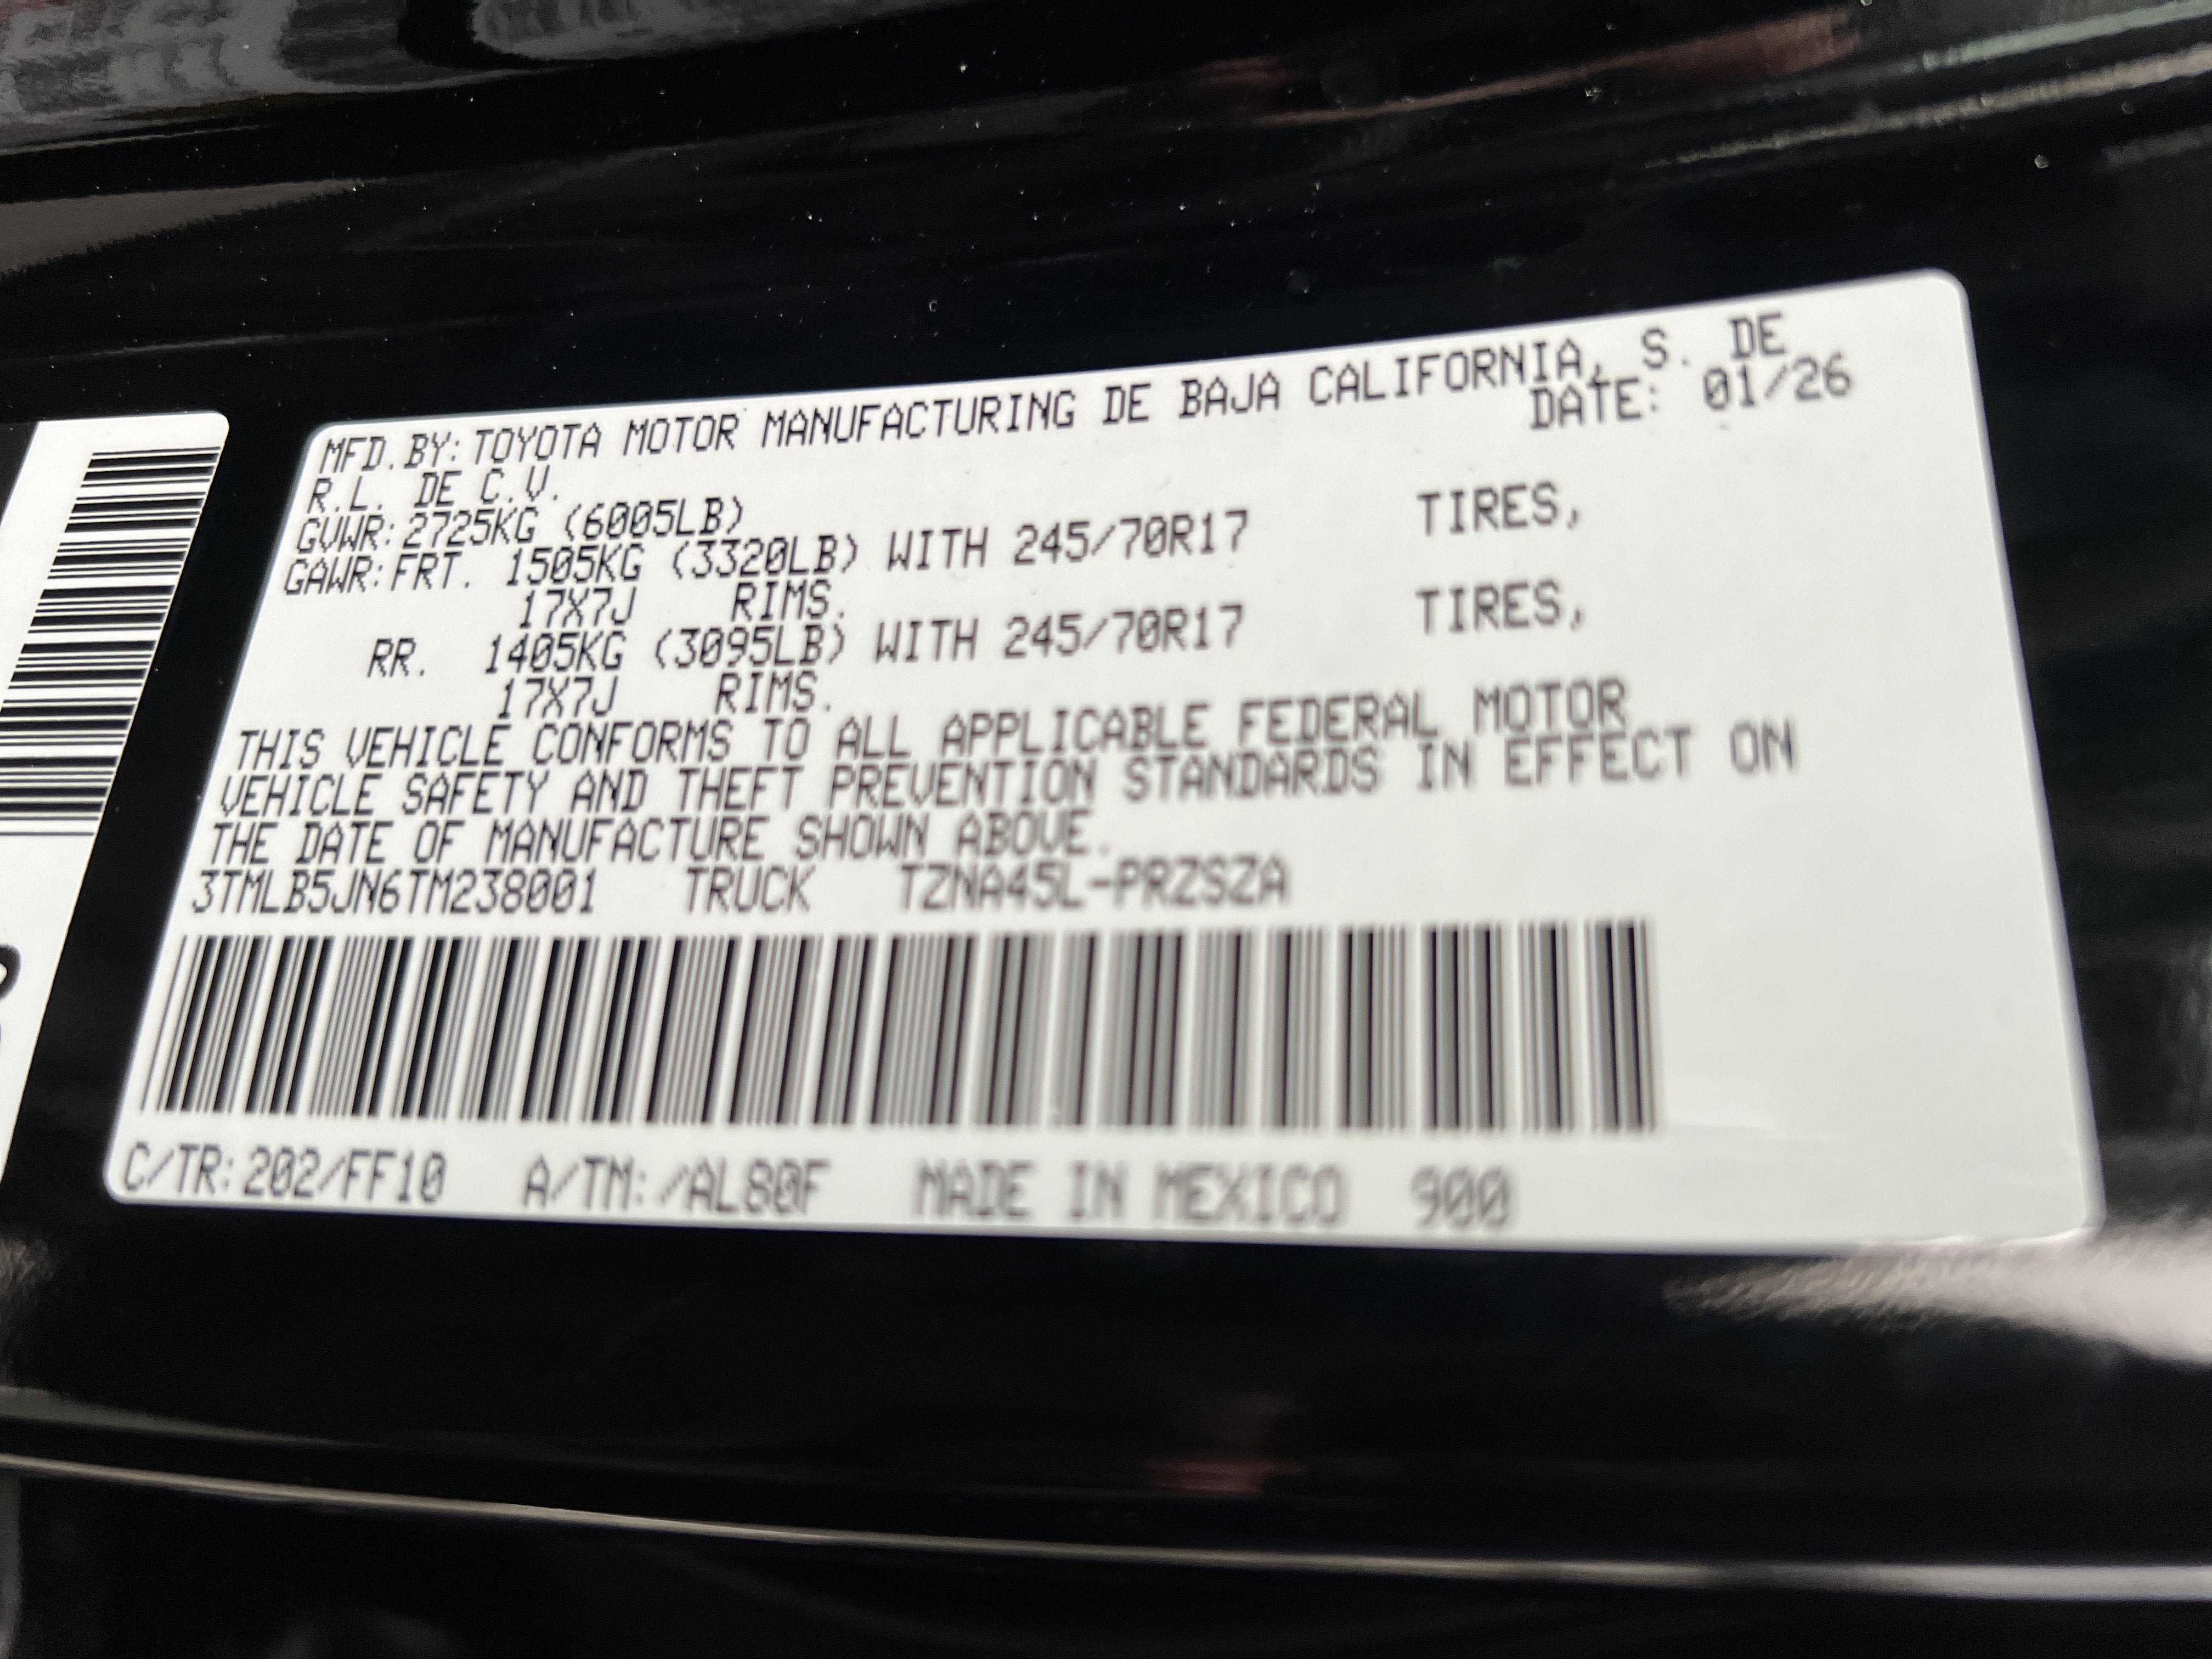 MFD.BY:TOYOTA MOTOR MANUFACTURING DE BAJA CALIFORNIA, S. DE
R.L. DE C.V. DATE: 01/26
GVWR:2725KG (6005LB)
GAWR:FRT. 1505KG (3320LB) WITH 245/70R17 TIRES,
17X7J RIMS.
RR. 1405KG (3095LB) WITH 245/70R17 TIRES,
17X7J RIMS.
THIS VEHICLE CONFORMS TO ALL APPLICABLE FEDERAL MOTOR
VEHICLE SAFETY AND THEFT PREVENTION STANDARDS IN EFFECT ON
THE DATE OF MANUFACTURE SHOWN ABOVE.
3TMLB5JN6TM238001 TRUCK TZNA45L-PRZSZA
C/TR:202/FF10 A/TM:/AL80F MADE IN MEXICO 900